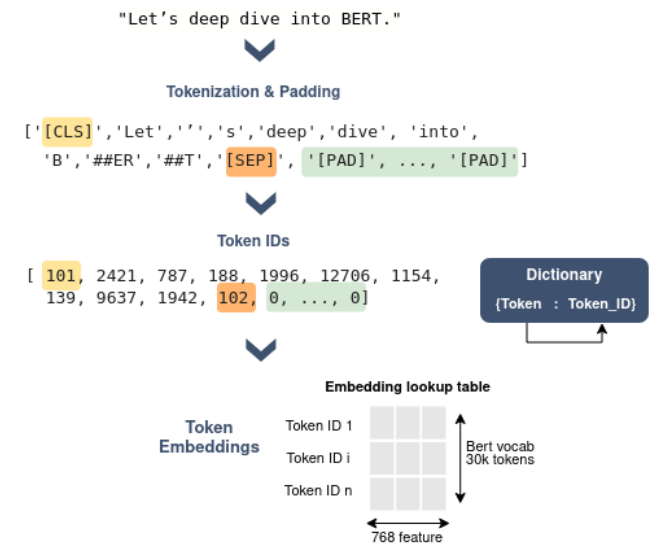 "Let’s deep dive into BERT."
Tokenization & Padding
['[CLS]','Let','’','s','deep','dive', 'into',
'B','##ER','##T','[SEP]', '[PAD]', ..., '[PAD]']
Token IDs
[ 101, 2421, 787, 188, 1996, 12706, 1154,
139, 9637, 1942, 102, 0, ..., 0]
Dictionary
{Token : Token_ID}
Embedding lookup table
Token
Embeddings
Token ID 1
Token ID i
Token ID n
Bert vocab
30k tokens
768 feature